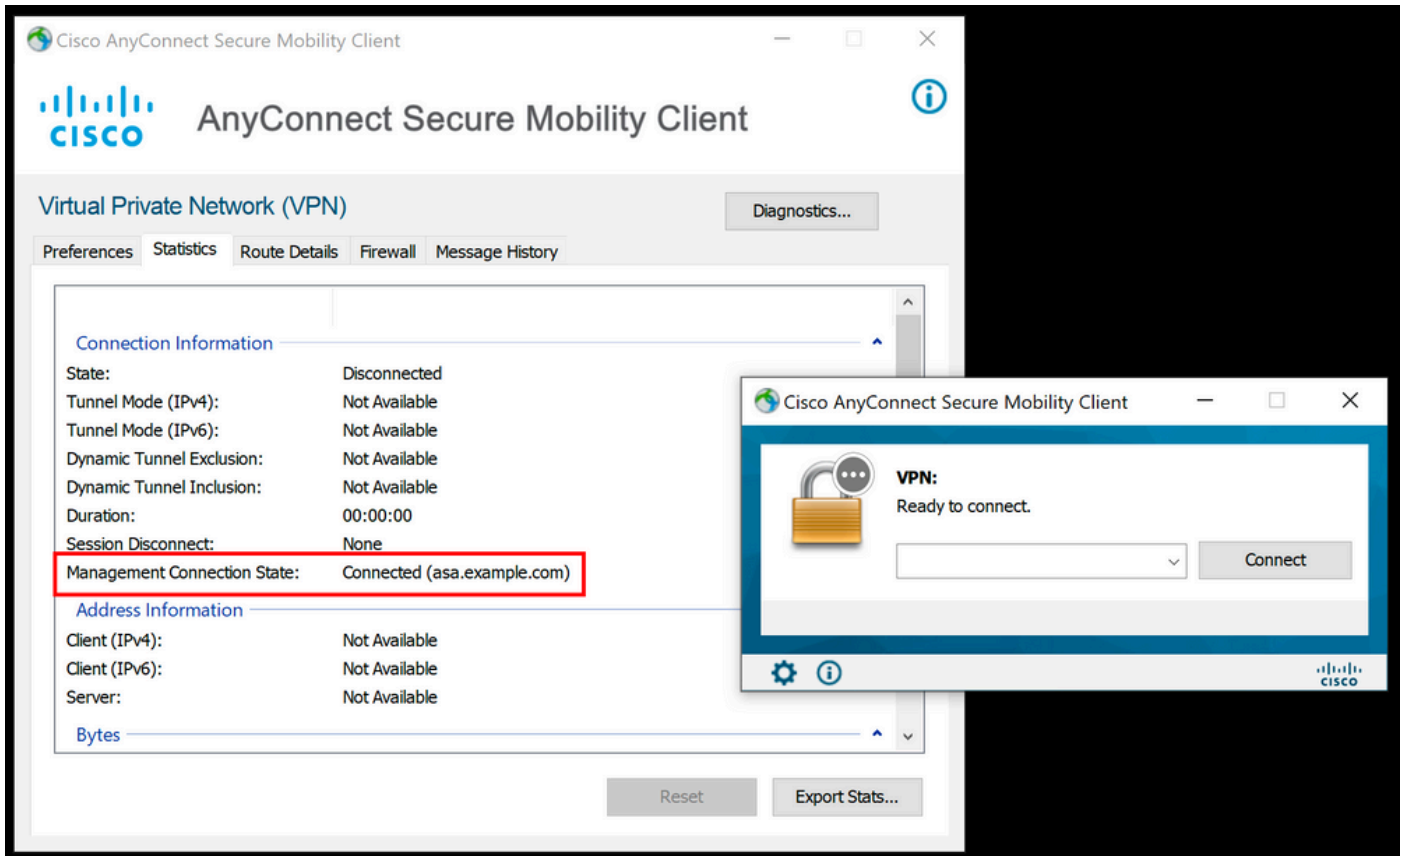 Cisco AnyConnect Secure Mobility Client
CISCO
AnyConnect Secure Mobility Client
Virtual Private Network (VPN)
Diagnostics...
Preferences Statistics Route Details Firewall Message History
Connection Information
State: Disconnected
Tunnel Mode (IPv4): Not Available
Tunnel Mode (IPv6): Not Available
Dynamic Tunnel Exclusion: Not Available
Dynamic Tunnel Inclusion: Not Available
Duration: 00:00:00
Session Disconnect: None
Management Connection State: Connected (asa.example.com)
Address Information
Client (IPv4): Not Available
Client (IPv6): Not Available
Server: Not Available
Bytes
Reset Export Stats...
Cisco AnyConnect Secure Mobility Client
VPN:
Ready to connect.
Connect
CISCO